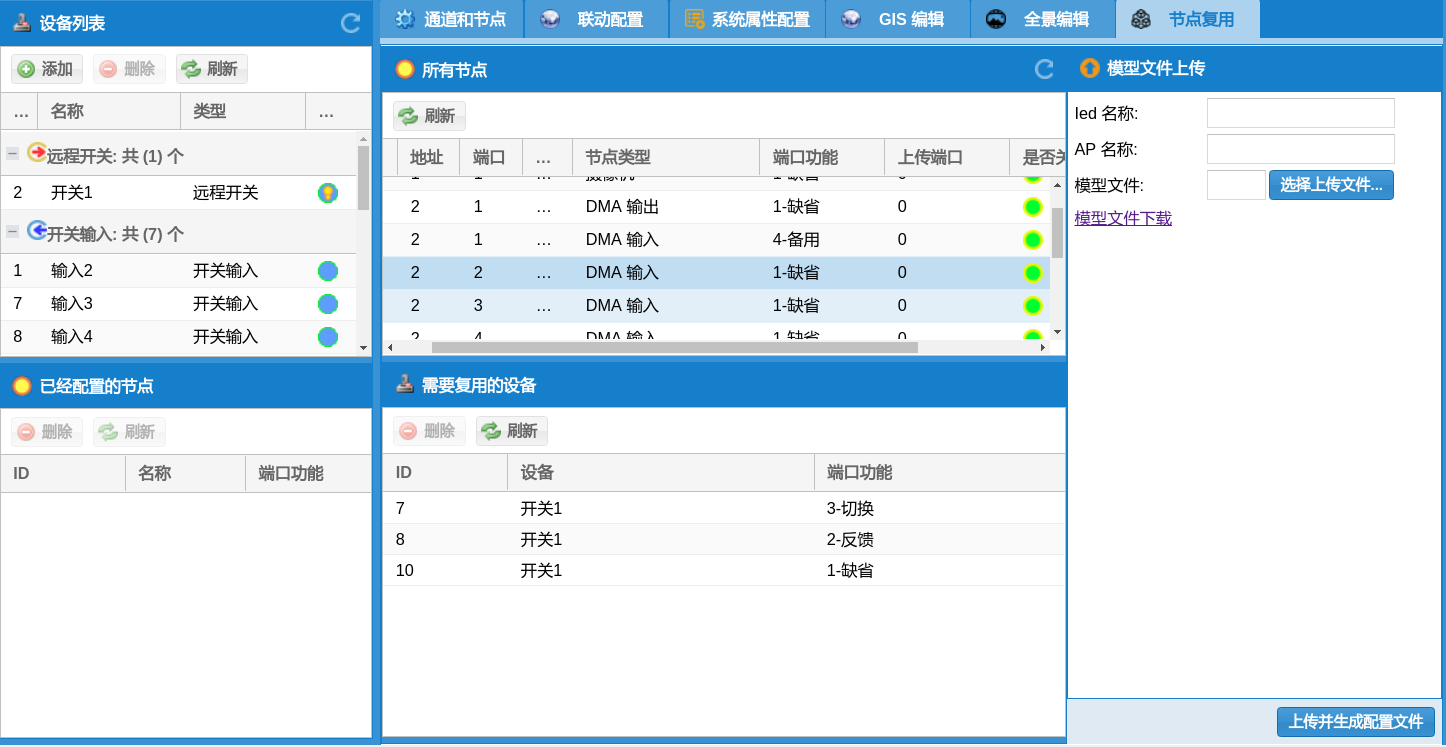 设备列表
添加 删除 刷新
... 名称 类型 ...
远程开关: 共 (1) 个
2 开关1 远程开关
开关输入: 共 (7) 个
1 输入2 开关输入
7 输入3 开关输入
8 输入4 开关输入
已经配置的节点
删除 刷新
ID 名称 端口功能
通道和节点 联动配置 系统属性配置 GIS 编辑 全景编辑 节点复用
所有节点
刷新
地址 端口 ... 节点类型 端口功能 上传端口 是否关
1 1 ... 摄像机 1-缺省 0
2 1 ... DMA 输出 1-缺省 0
2 1 ... DMA 输入 4-备用 0
2 2 ... DMA 输入 1-缺省 0
2 3 ... DMA 输入 1-缺省 0
2 4 ... DMA 输入 1-缺省 0
需要复用的设备
删除 刷新
ID 设备 端口功能
7 开关1 3-切换
8 开关1 2-反馈
10 开关1 1-缺省
模型文件上传
Ied 名称:
AP 名称:
模型文件: 选择上传文件...
模型文件下载
上传并生成配置文件